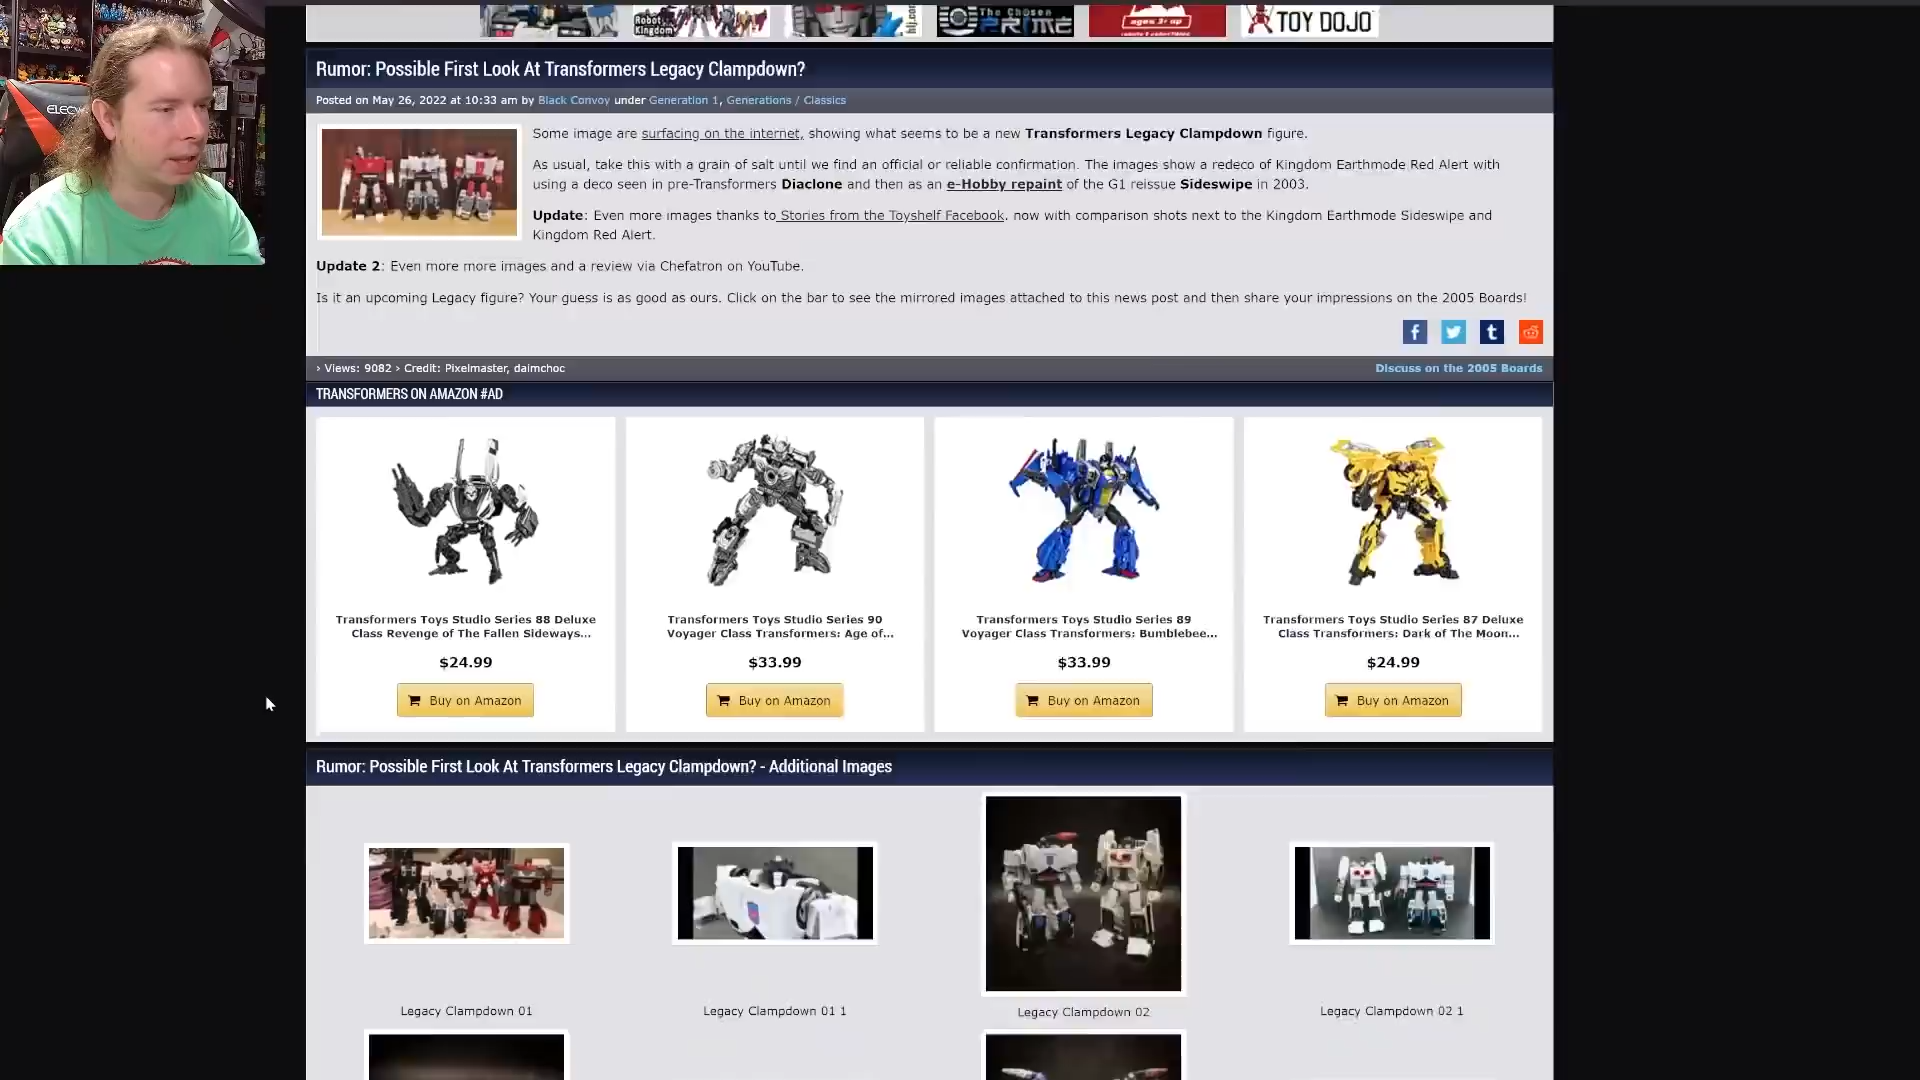 Robot
Kingdom
hlj.com
The Chosen
PRIME
ages 3 & up
TOY DOJO
ELECW
Rumor: Possible First Look At Transformers Legacy Clampdown?
Posted on May 26, 2022 at 10:33 am by Black Convoy under Generation 1, Generations / Classics
Some image are surfacing on the internet, showing what seems to be a new Transformers Legacy Clampdown figure.
As usual, take this with a grain of salt until we find an official or reliable confirmation. The images show a redeco of Kingdom Earthmode Red Alert with
using a deco seen in pre-Transformers Diaclone and then as an e-Hobby repaint of the G1 reissue Sideswipe in 2003.
Update: Even more images thanks to Stories from the Toyshelf Facebook. now with comparison shots next to the Kingdom Earthmode Sideswipe and
Kingdom Red Alert.
Update 2: Even more more images and a review via Chefatron on YouTube.
Is it an upcoming Legacy figure? Your guess is as good as ours. Click on the bar to see the mirrored images attached to this news post and then share your impressions on the 2005 Boards!
› Views: 9082 › Credit: Pixelmaster, daimchoc
Discuss on the 2005 Boards
TRANSFORMERS ON AMAZON #AD
Transformers Toys Studio Series 88 Deluxe
Class Revenge of The Fallen Sideways...
$24.99
Buy on Amazon
Transformers Toys Studio Series 90
Voyager Class Transformers: Age of...
$33.99
Buy on Amazon
Transformers Toys Studio Series 89
Voyager Class Transformers: Bumblebee...
$33.99
Buy on Amazon
Transformers Toys Studio Series 87 Deluxe
Class Transformers: Dark of The Moon...
$24.99
Buy on Amazon
Rumor: Possible First Look At Transformers Legacy Clampdown? - Additional Images
Legacy Clampdown 01
Legacy Clampdown 01 1
Legacy Clampdown 02
Legacy Clampdown 02 1